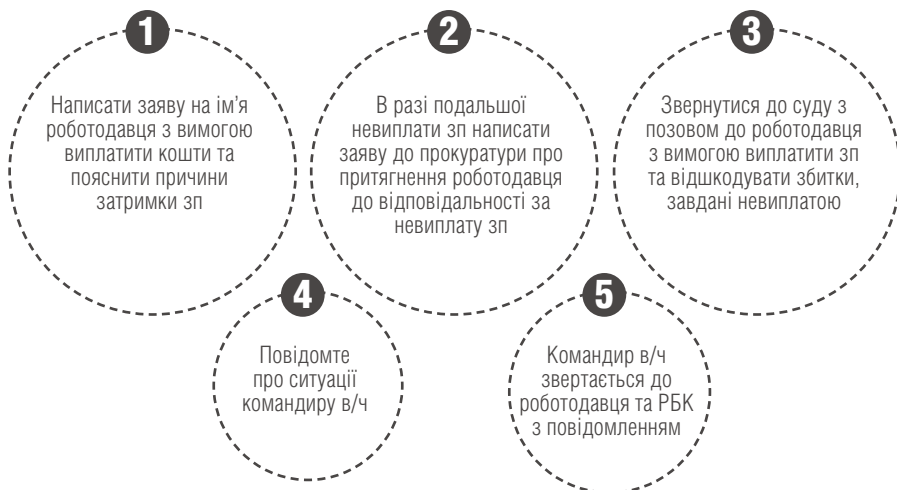 1
Написати заяву на ім’я
роботодавця з вимогою
виплатити кошти та
пояснити причини
затримки зп
2
В разі подальшої
невиплати зп написати
заяву до прокуратури про
притягнення роботодавця
до відповідальності за
невиплату зп
3
Звернутися до суду з
позовом до роботодавця
з вимогою виплатити зп
та відшкодувати збитки,
завдані невиплатою
4
Повідомте
про ситуації
командиру в/ч
5
Командир в/ч
звертається до
роботодавця та РБК
з повідомленням